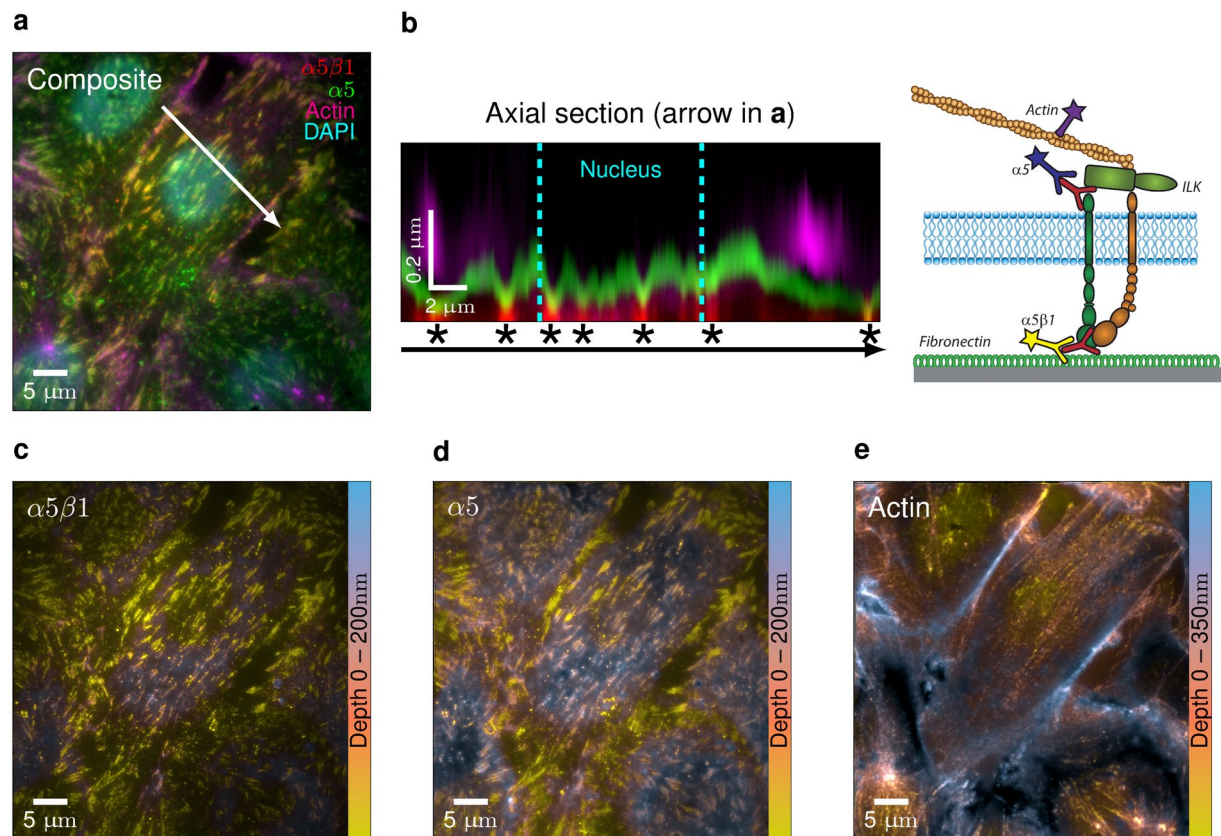 a
Composite
α5β1
α5
Actin
DAPI
5 μm
b
Axial section (arrow in a)
Nucleus
0.2 μm
2 μm
* * * * * * *
Actin
α5
ILK
α5β1
Fibronectin
c
α5β1
Depth 0 – 200nm
5 μm
d
α5
Depth 0 – 200nm
5 μm
e
Actin
Depth 0 – 350nm
5 μm